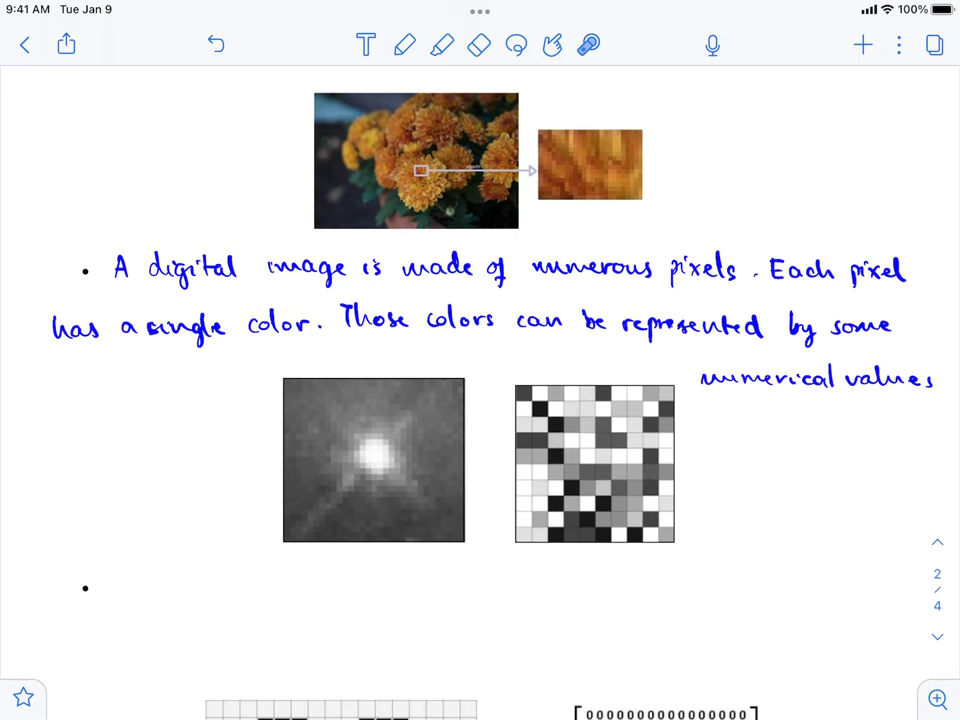 9:41 AM Tue Jan 9
100%
• A digital image is made of numerous pixels. Each pixel
has a single color. Those colors can be represented by some
numerical values
•
2
/
4
[0000000000000000]